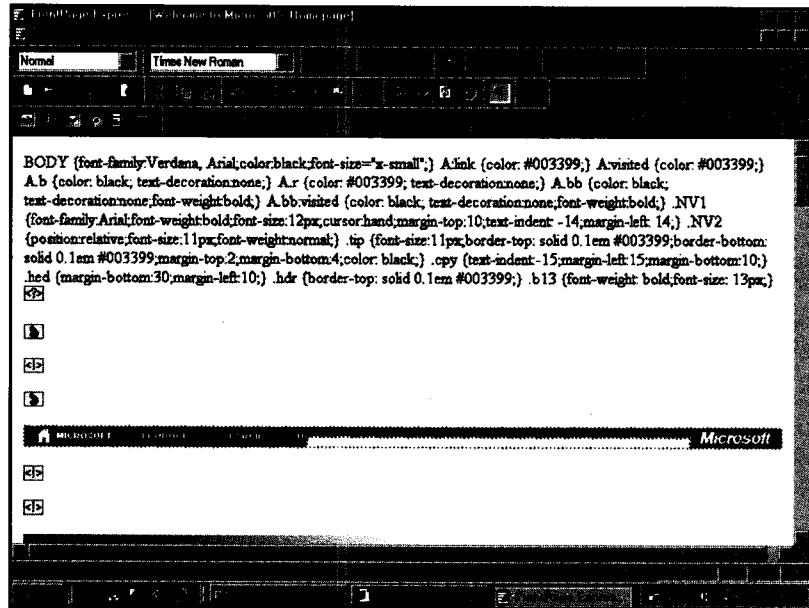 FrontPage Express - [Welcome to Microsoft's Homepage]
Normal
Times New Roman
BODY {font-family:Verdana, Arial;color:black;font-size="x-small";} A:link {color: #003399;} A:visited {color: #003399;}
A.b {color: black; text-decoration:none;} A.r {color: #003399; text-decoration:none;} A.bb {color: black;
text-decoration:none;font-weight:bold;} A.bb:visited {color: black; text-decoration:none;font-weight:bold;} .NV1
{font-family:Arial;font-weight:bold;font-size:12px;cursor:hand;margin-top:10;text-indent: -14;margin-left: 14;} .NV2
{position:relative;font-size:11px;font-weight:normal;} .tip {font-size:11px;border-top: solid 0.1em #003399;border-bottom:
solid 0.1em #003399;margin-top:2;margin-bottom:4;color: black;} .cpy {text-indent:-15;margin-left:15;margin-bottom:10;}
.hed {margin-bottom:30;margin-left:10;} .hdr {border-top: solid 0.1em #003399;} .b13 {font-weight: bold;font-size: 13px;}
MICROSOFT
Microsoft